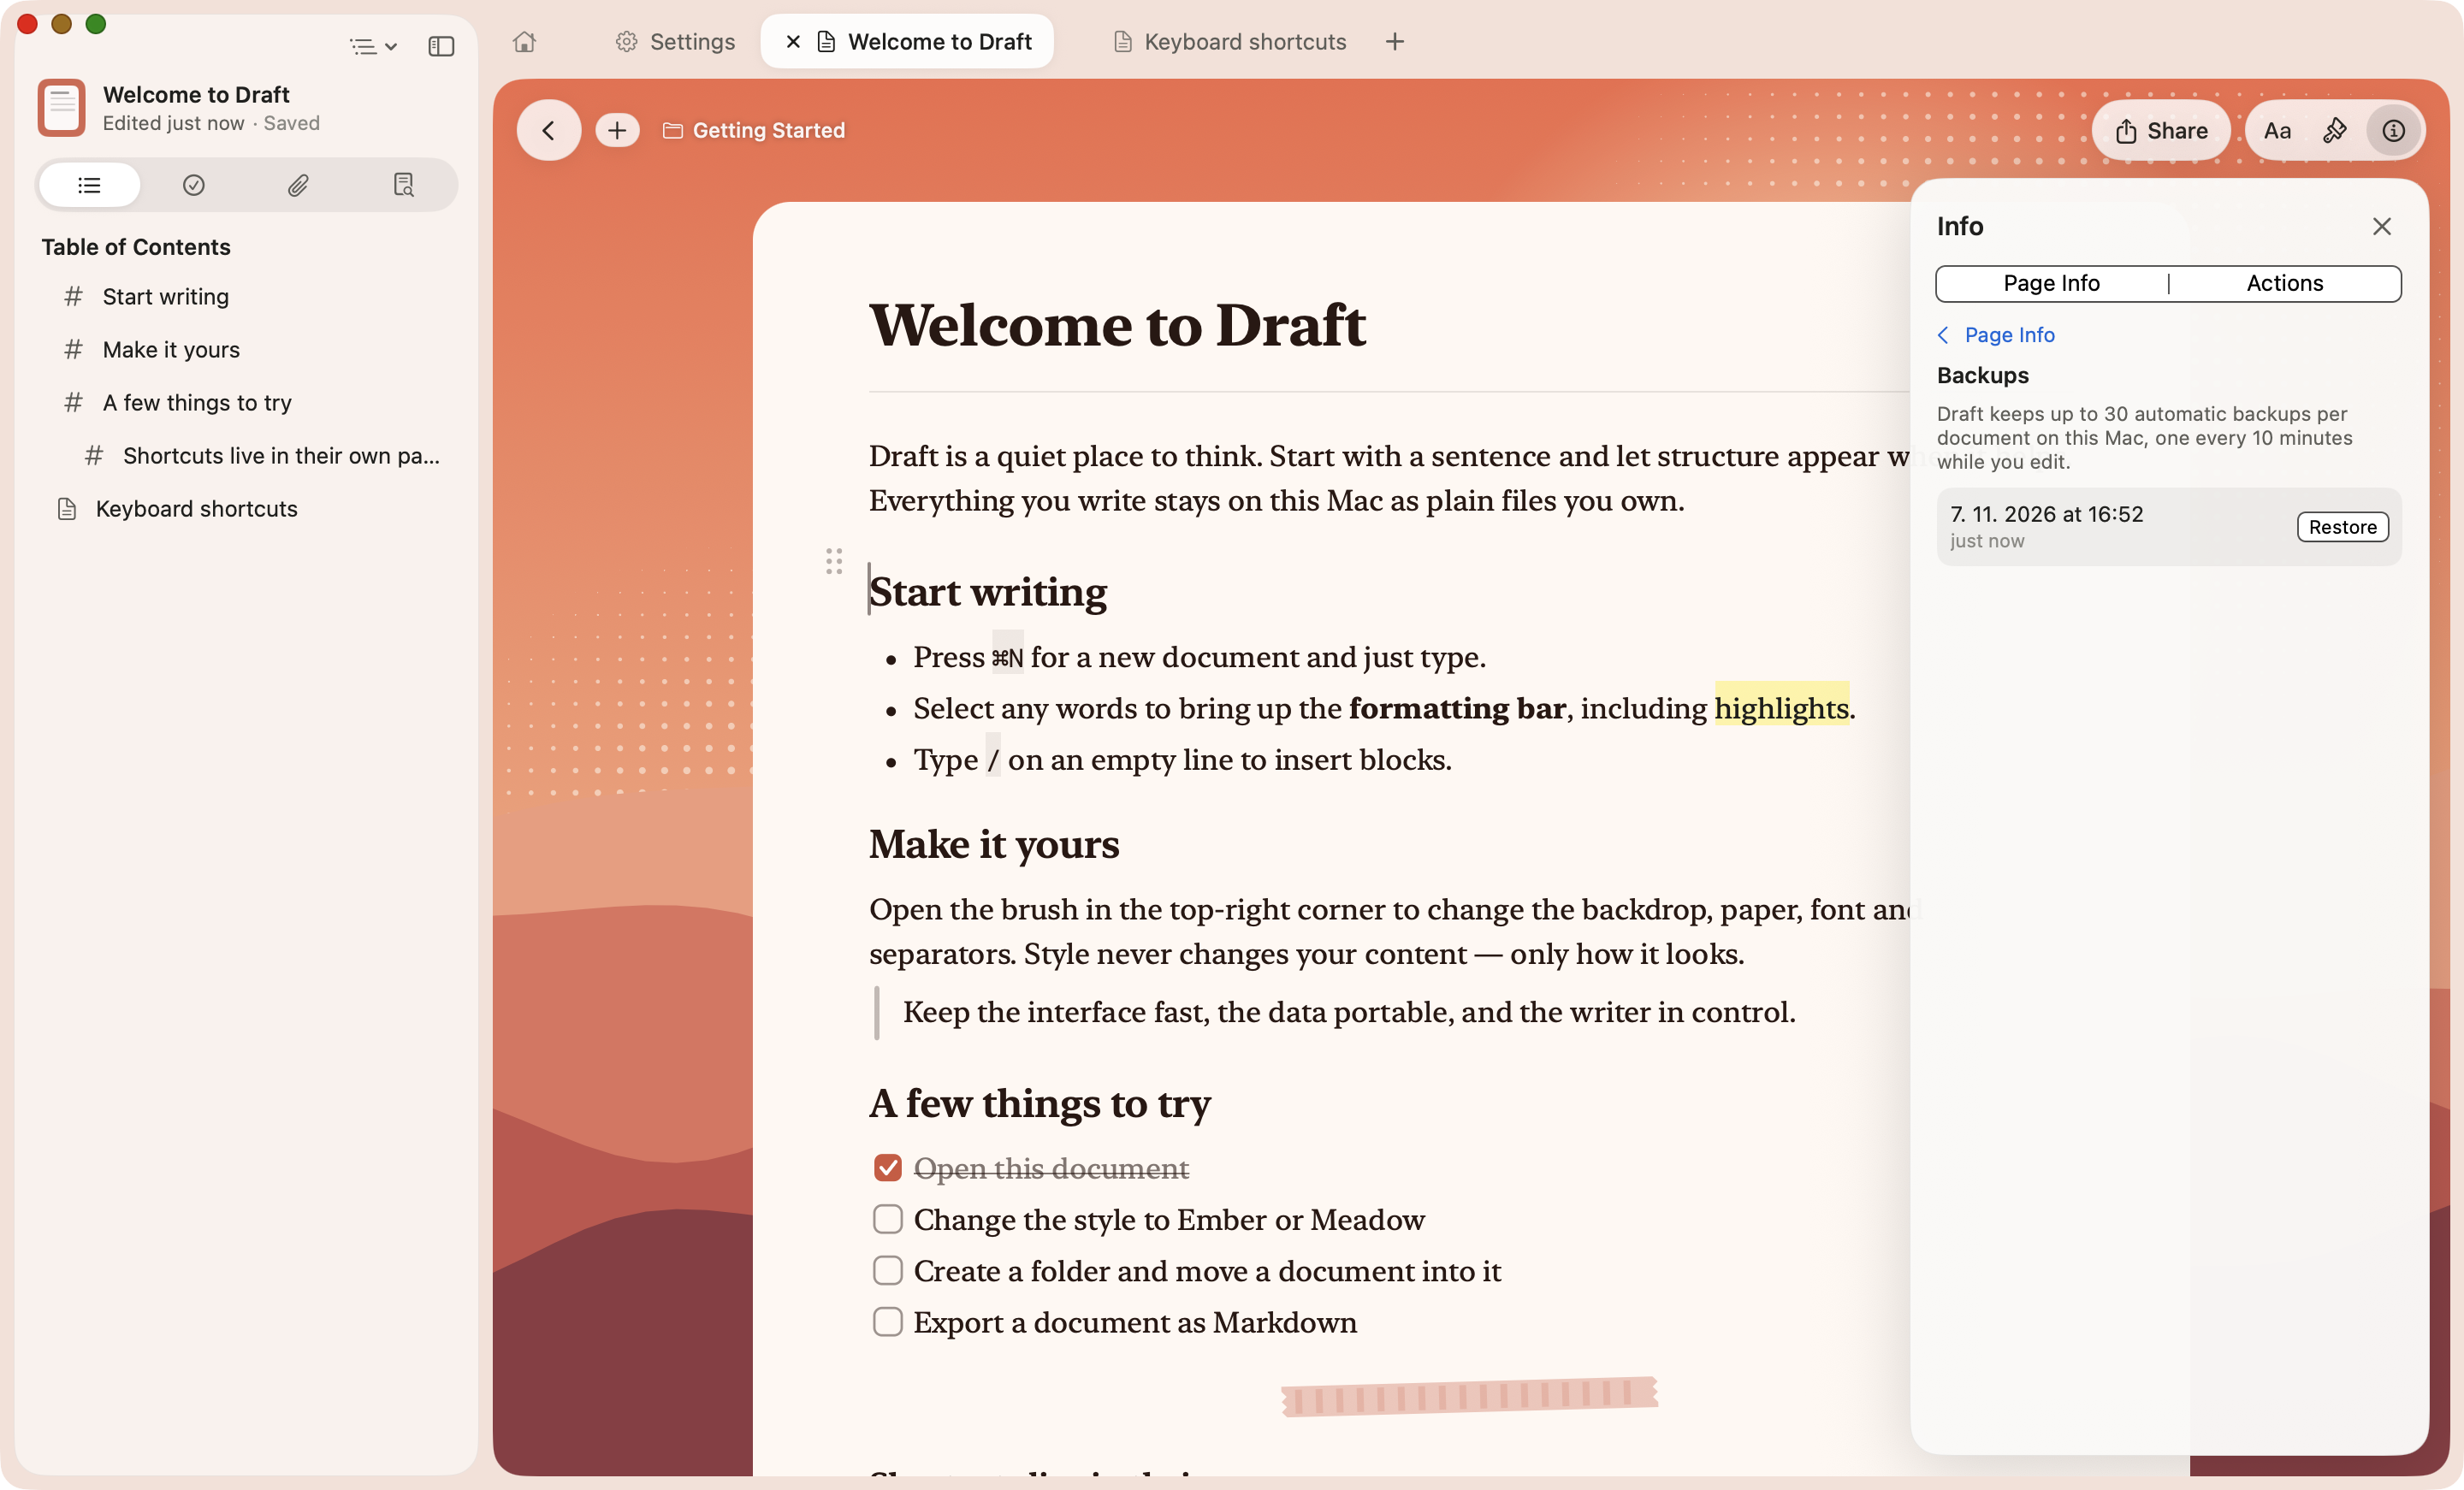 Settings
Welcome to Draft
Keyboard shortcuts
Welcome to Draft
Edited just now · Saved
Table of Contents
# Start writing
# Make it yours
# A few things to try
# Shortcuts live in their own pa...
Keyboard shortcuts
Getting Started
Share
Aa
Welcome to Draft
Draft is a quiet place to think. Start with a sentence and let structure appear
Everything you write stays on this Mac as plain files you own.
Start writing
• Press ⌘N for a new document and just type.
• Select any words to bring up the formatting bar, including highlights.
• Type / on an empty line to insert blocks.
Make it yours
Open the brush in the top-right corner to change the backdrop, paper, font and
separators. Style never changes your content — only how it looks.
Keep the interface fast, the data portable, and the writer in control.
A few things to try
Open this document
Change the style to Ember or Meadow
Create a folder and move a document into it
Export a document as Markdown
Info
Page Info | Actions
Page Info
Backups
Draft keeps up to 30 automatic backups per
document on this Mac, one every 10 minutes
while you edit.
7. 11. 2026 at 16:52
just now
Restore